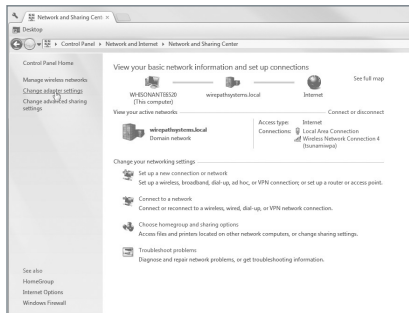 Network and Sharing Cent
Desktop
Control Panel
Network and Internet
Network and Sharing Center
Control Panel Home
Manage wireless networks
Change adapter settings
Change advanced sharing
settings
See also
HomeGroup
Internet Options
Windows Firewall
View your basic network information and set up connections
WHISONANTE6520
(This computer)
wirepathsystems.local
Internet
See full map
View your active networks
Connect or disconnect
wirepathsystems.local
Domain network
Access type: Internet
Connections: Local Area Connection
Wireless Network Connection 4
(tsunamiwpa)
Change your networking settings
Set up a new connection or network
Set up a wireless, broadband, dial-up, ad hoc, or VPN connection; or set up a router or access point.
Connect to a network
Connect or reconnect to a wireless, wired, dial-up, or VPN network connection.
Choose homegroup and sharing options
Access files and printers located on other network computers, or change sharing settings.
Troubleshoot problems
Diagnose and repair network problems, or get troubleshooting information.